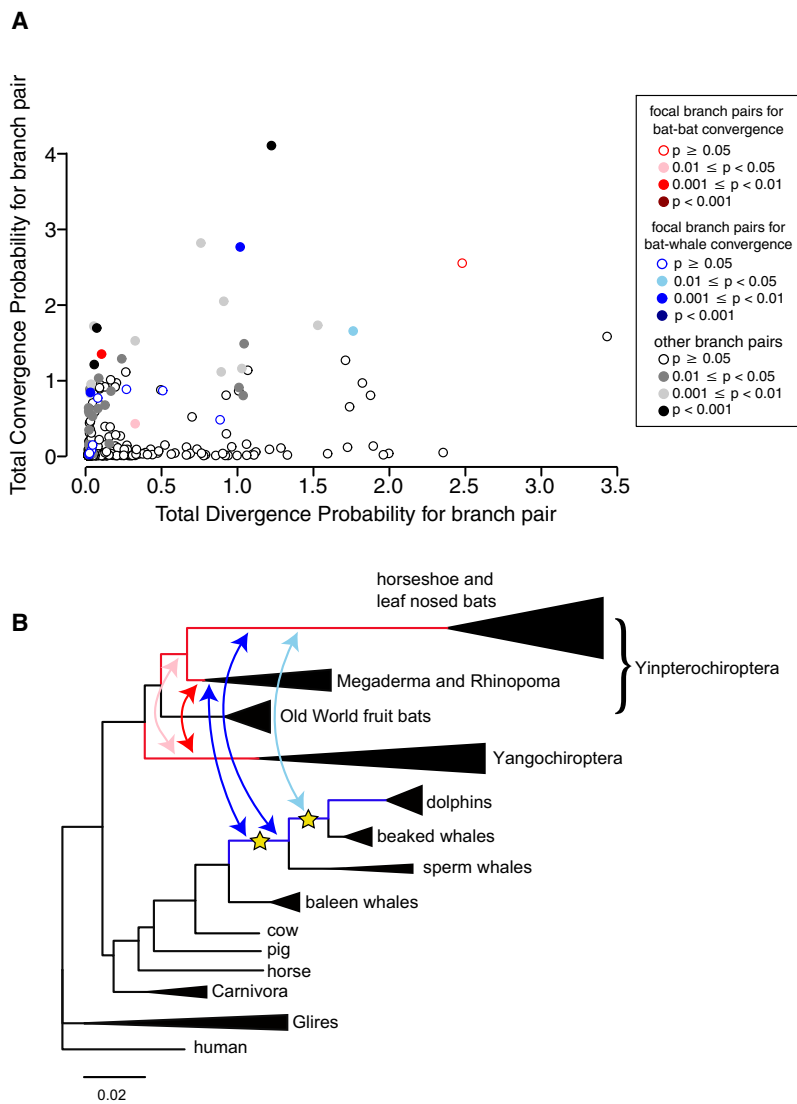 A
Total Convergence Probability for branch pair
4
3
2
1
0
0.0 0.5 1.0 1.5 2.0 2.5 3.0 3.5
Total Divergence Probability for branch pair
focal branch pairs for
bat-bat convergence
p ≥ 0.05
0.01 ≤ p < 0.05
0.001 ≤ p < 0.01
p < 0.001
focal branch pairs for
bat-whale convergence
p ≥ 0.05
0.01 ≤ p < 0.05
0.001 ≤ p < 0.01
p < 0.001
other branch pairs
p ≥ 0.05
0.01 ≤ p < 0.05
0.001 ≤ p < 0.01
p < 0.001
B
horseshoe and
leaf nosed bats
Yinpterochiroptera
Megaderma and Rhinopoma
Old World fruit bats
Yangochiroptera
dolphins
beaked whales
sperm whales
baleen whales
cow
pig
horse
Carnivora
Glires
human
0.02